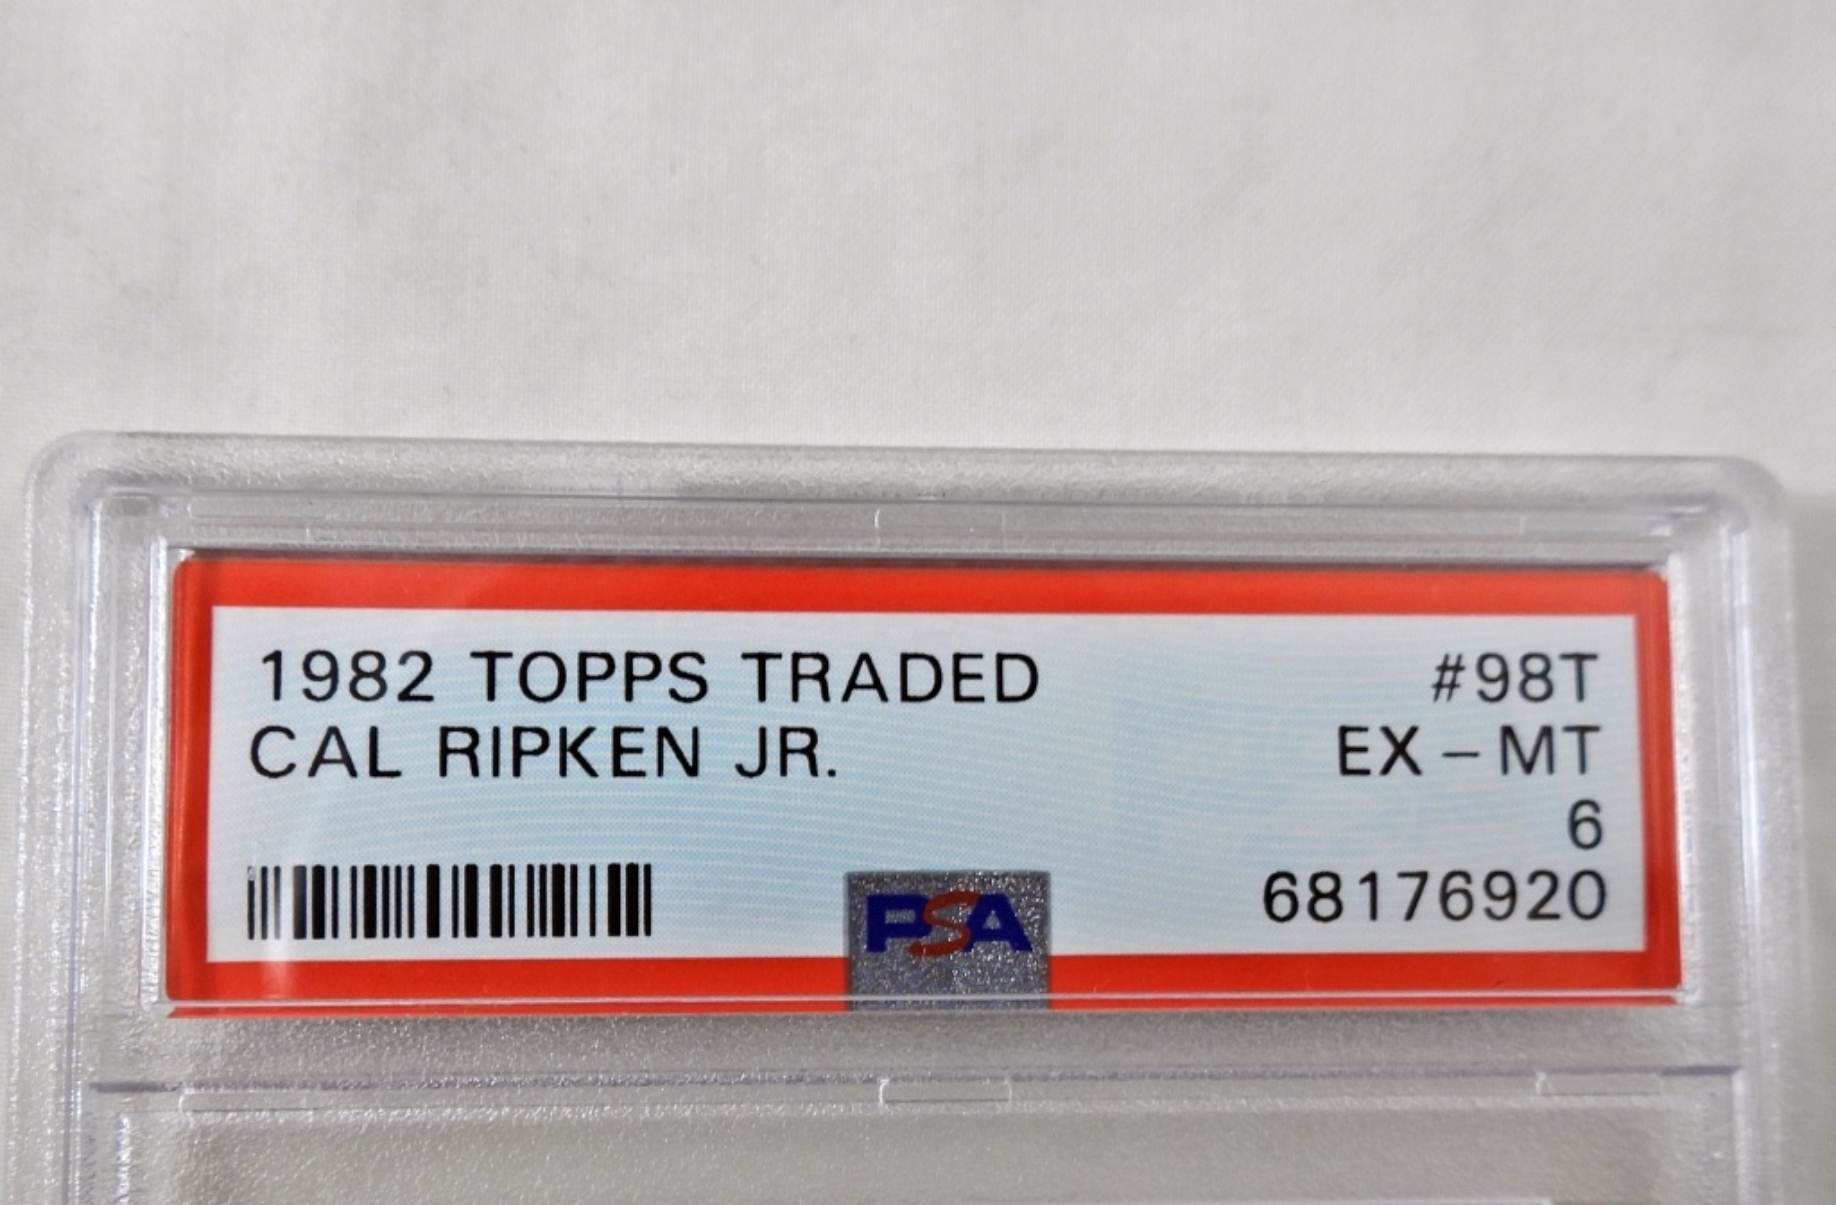 1982 TOPPS TRADED #98T
CAL RIPKEN JR. EX - MT
6
68176920
PSA